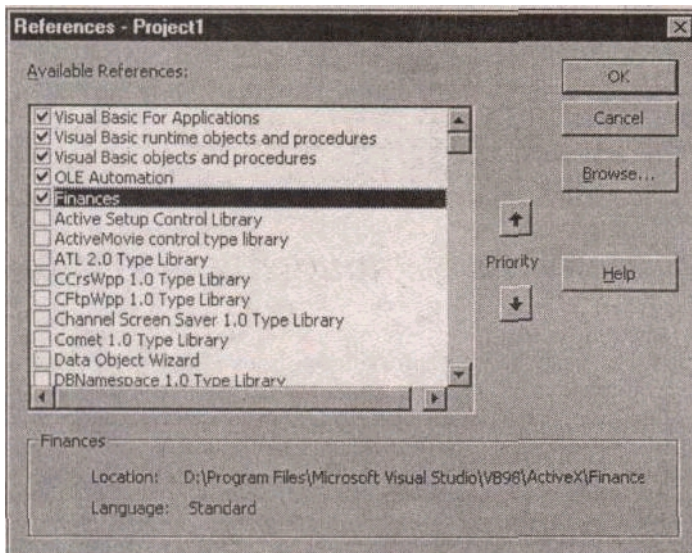 References - Project1
Available References:
Visual Basic For Applications
Visual Basic runtime objects and procedures
Visual Basic objects and procedures
OLE Automation
Finances
Active Setup Control Library
ActiveMovie control type library
ATL 2.0 Type Library
CCrsWpp 1.0 Type Library
CFtpWpp 1.0 Type Library
Channel Screen Saver 1.0 Type Library
Comet 1.0 Type Library
Data Object Wizard
DBNamespace 1.0 Type Library
OK
Cancel
Browse...
Priority
Help
Finances
Location: D:\Program Files\Microsoft Visual Studio\VB98\ActiveX\Finance
Language: Standard